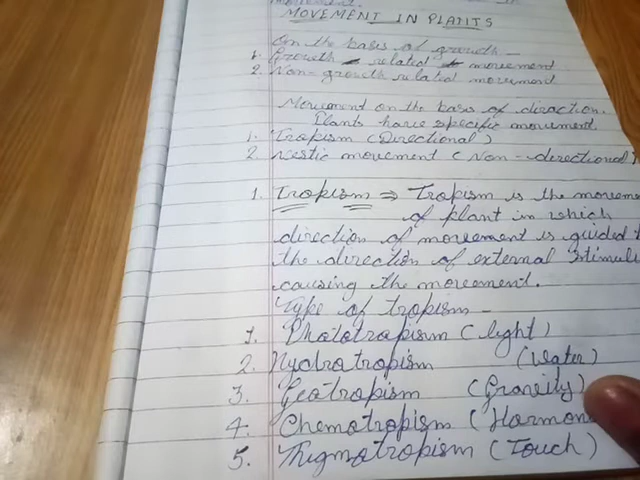 MOVEMENT IN PLANTS
On the basis of growth -
1. Growth related movement
2. Non-growth related movement
Movement on the basis of direction.
Plants have specific movement.
1. Tropism (Directional)
2. Nestic movement (Non-directional)
1. Tropism ⇒ Tropism is the moveme
of plant in which
direction of movement is guided
the direction of external stimuli
causing the movement.
Type of tropism -
1. Phototropism (light)
2. Hydrotropism (Water)
3. Geotropism (Gravity)
4. Chemotropism (Hormon
5. Thigmotropism (Touch)